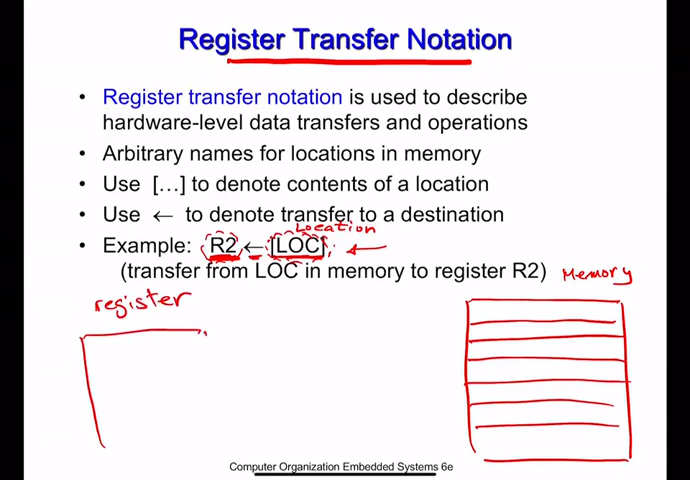 Register Transfer Notation
• Register transfer notation is used to describe
hardware-level data transfers and operations
• Arbitrary names for locations in memory
• Use […] to denote contents of a location
• Use ← to denote transfer to a destination
Location
• Example: R2 ← [LOC];
(transfer from LOC in memory to register R2)
Memory
register
Computer Organization Embedded Systems 6e